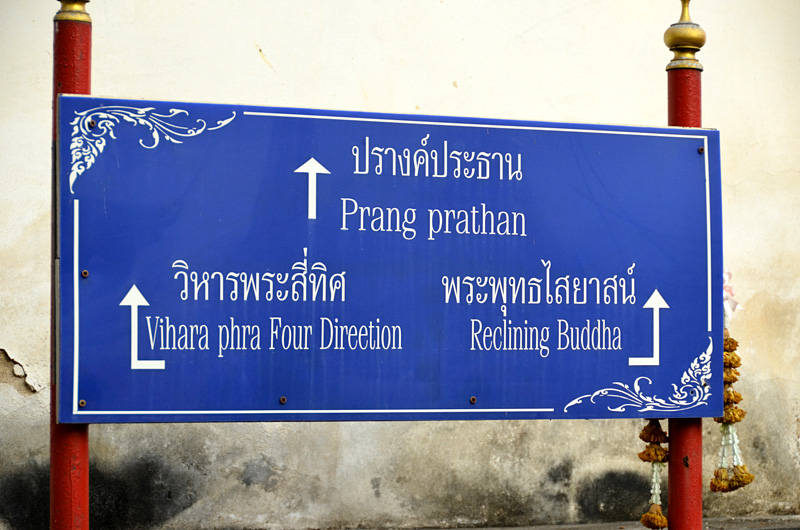 ปรางค์ประธาน
Prang prathan
วิหารพระสี่ทิศ
Vihara phra Four Direetion
พระพุทธไสยาสน์
Reclining Buddha